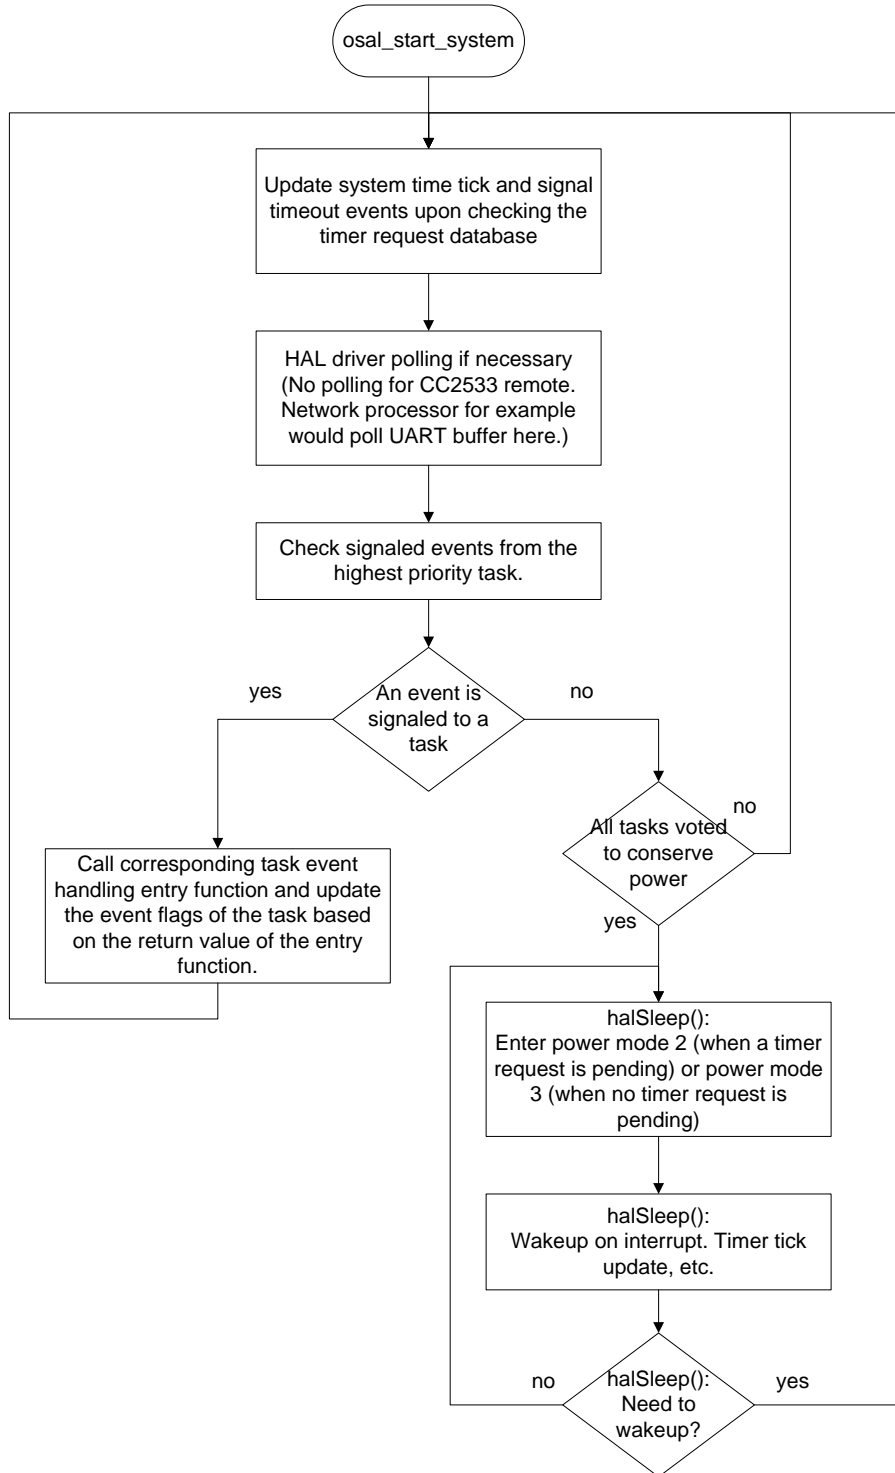 osal_start_system
Update system time tick and signal
timeout events upon checking the
timer request database
HAL driver polling if necessary
(No polling for CC2533 remote.
Network processor for example
would poll UART buffer here.)
Check signaled events from the
highest priority task.
An event is
signaled to a
task
yes
no
Call corresponding task event
handling entry function and update
the event flags of the task based
on the return value of the entry
function.
All tasks voted
to conserve
power
no
yes
halSleep():
Enter power mode 2 (when a timer
request is pending) or power mode
3 (when no timer request is
pending)
halSleep():
Wakeup on interrupt. Timer tick
update, etc.
halSleep():
Need to
wakeup?
no
yes